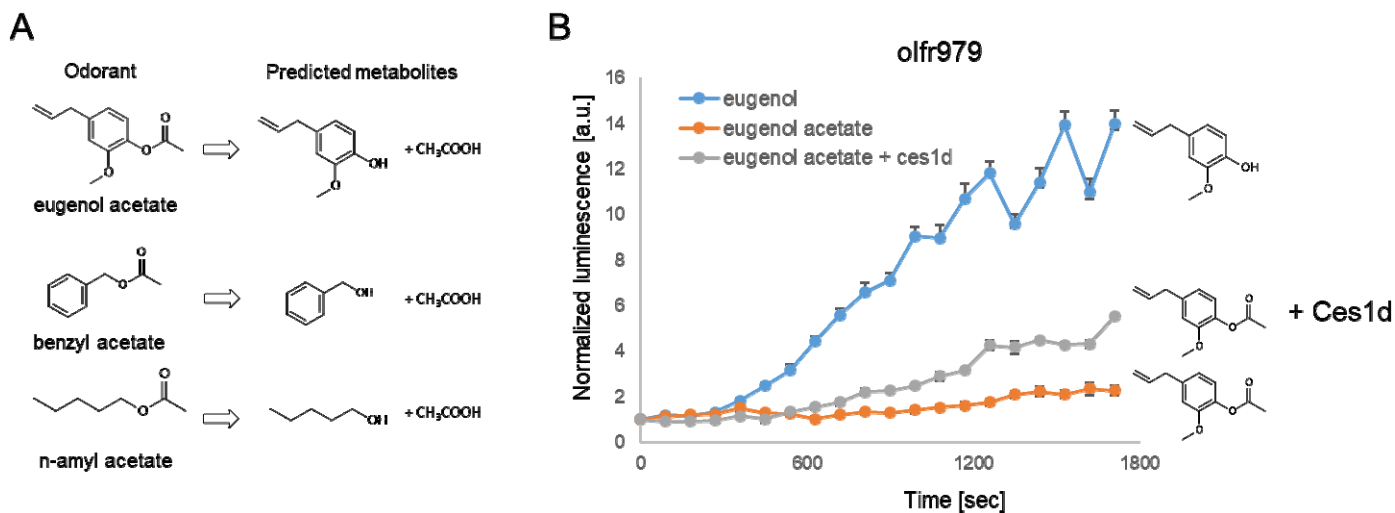 A
Odorant
Predicted metabolites
O
O
O
eugenol acetate
OH
O
+ CH₃COOH
O
O
benzyl acetate
OH
+ CH₃COOH
O
O
n-amyl acetate
OH
+ CH₃COOH
B
olfr979
eugenol
eugenol acetate
eugenol acetate + ces1d
Normalized luminescence [a.u.]
16
14
12
10
8
6
4
2
0
0
600
1200
1800
Time [sec]
OH
O
O
O
O
+ Ces1d
O
O
O